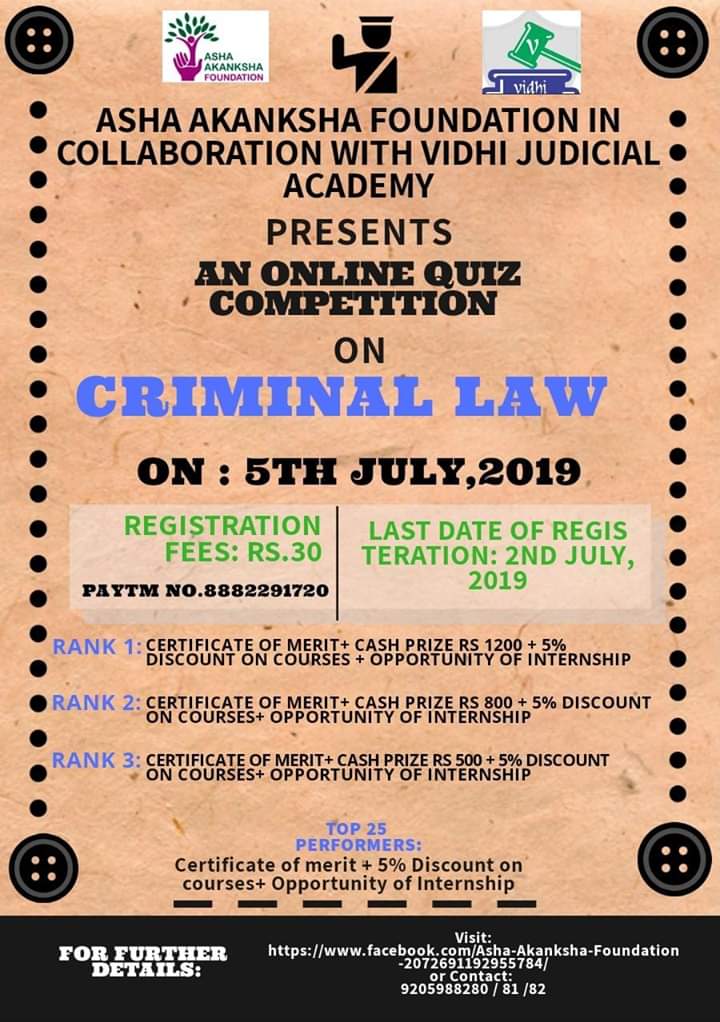 ASHA
AKANKSHA
FOUNDATION
V
vidhi
ASHA AKANKSHA FOUNDATION IN
COLLABORATION WITH VIDHI JUDICIAL
ACADEMY
PRESENTS
AN ONLINE QUIZ
COMPETITION
ON
CRIMINAL LAW
ON : 5TH JULY,2019
REGISTRATION
FEES: RS.30
PAYTM NO.8882291720
LAST DATE OF REGIS
TERATION: 2ND JULY,
2019
RANK 1: CERTIFICATE OF MERIT+ CASH PRIZE RS 1200 + 5%
DISCOUNT ON COURSES + OPPORTUNITY OF INTERNSHIP
RANK 2: CERTIFICATE OF MERIT+ CASH PRIZE RS 800 + 5% DISCOUNT
ON COURSES+ OPPORTUNITY OF INTERNSHIP
RANK 3: CERTIFICATE OF MERIT+ CASH PRIZE RS 500 + 5% DISCOUNT
ON COURSES+ OPPORTUNITY OF INTERNSHIP
TOP 25
PERFORMERS:
Certificate of merit + 5% Discount on
courses+ Opportunity of Internship
FOR FURTHER
DETAILS:
Visit:
https://www.facebook.com/Asha-Akanksha-Foundation
-2072691192955784/
or Contact:
9205988280 / 81 /82